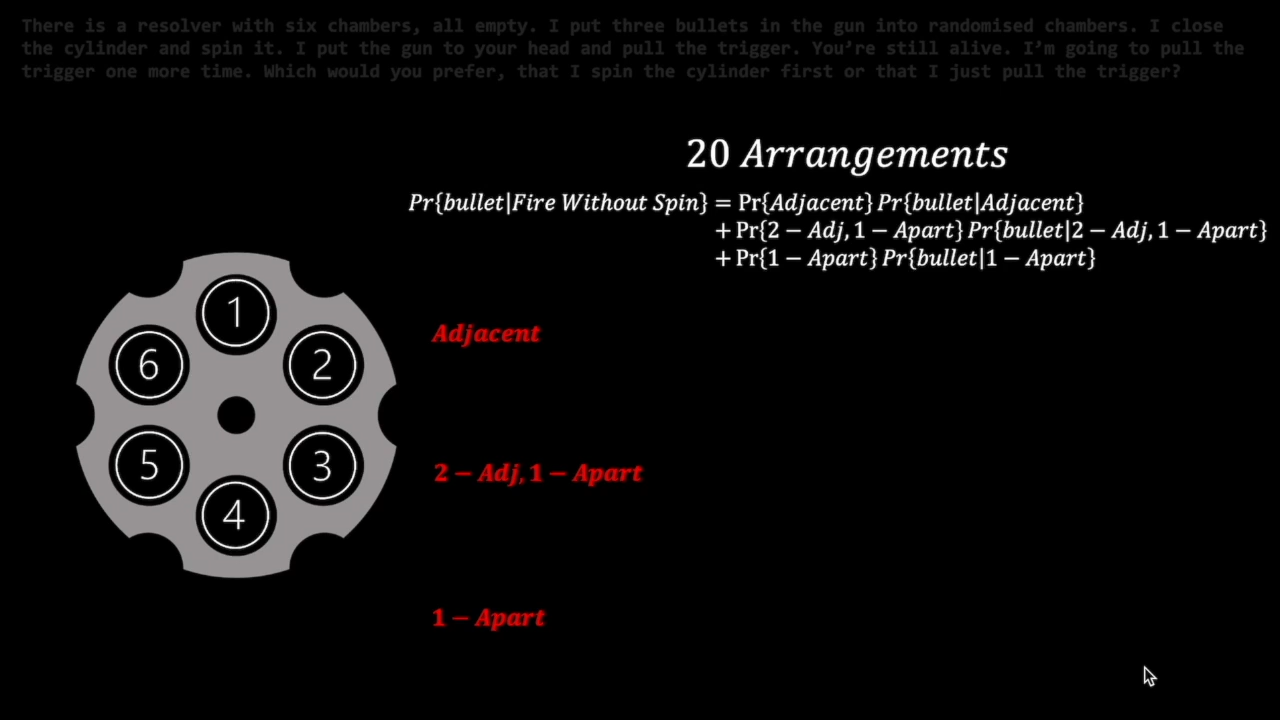 There is a resolver with six chambers, all empty. I put three bullets in the gun into randomised chambers. I close
the cylinder and spin it. I put the gun to your head and pull the trigger. You’re still alive. I’m going to pull the
trigger one more time. Which would you prefer, that I spin the cylinder first or that I just pull the trigger?
20 Arrangements
Pr{bullet|Fire Without Spin} = Pr{Adjacent} Pr{bullet|Adjacent}
+ Pr{2 − Adj, 1 − Apart} Pr{bullet|2 − Adj, 1 − Apart}
+ Pr{1 − Apart} Pr{bullet|1 − Apart}
Adjacent
2 − Adj, 1 − Apart
1 − Apart
1
6
2
5
3
4